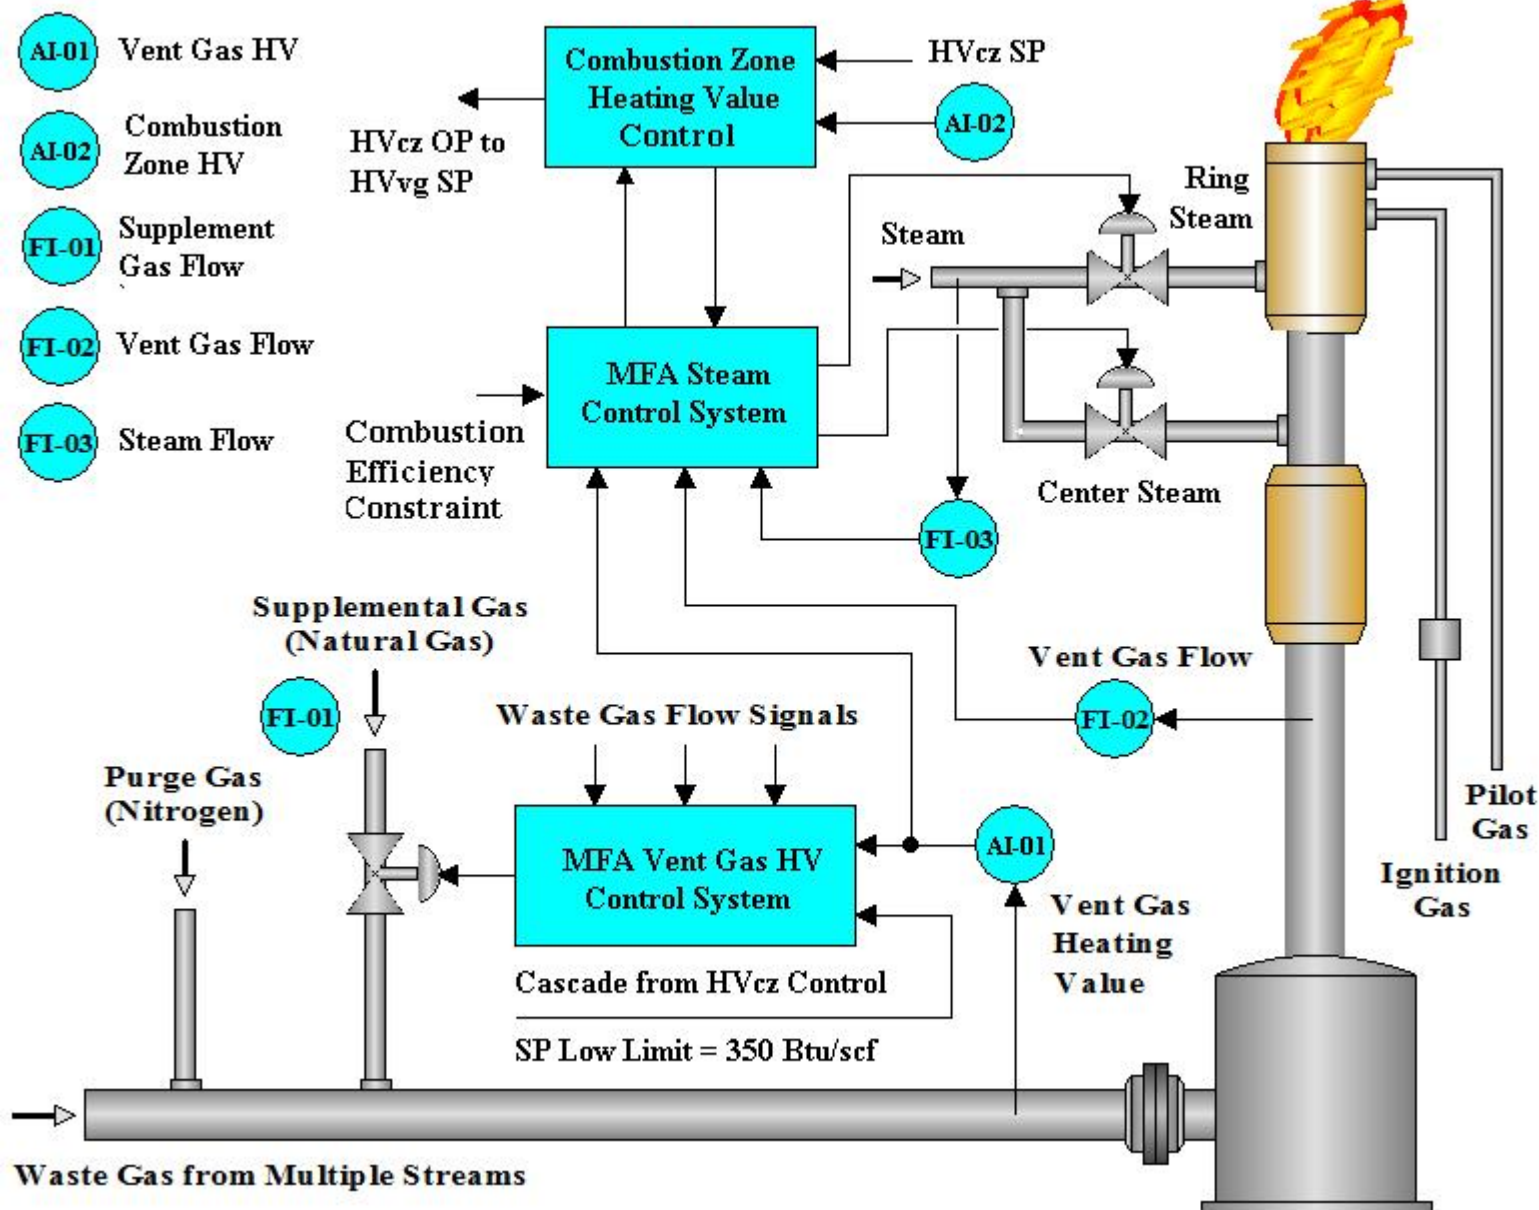 AI-01
Vent Gas HV
AI-02
Combustion
Zone HV
FI-01
Supplement
Gas Flow
FI-02
Vent Gas Flow
FI-03
Steam Flow
Combustion Zone
Heating Value
Control
HVcz SP
AI-02
HVcz OP to
HVvg SP
Ring
Steam
Steam
MFA Steam
Control System
Combustion
Efficiency
Constraint
Center Steam
FI-03
Supplemental Gas
(Natural Gas)
FI-01
Vent Gas Flow
FI-02
Waste Gas Flow Signals
Purge Gas
(Nitrogen)
Pilot
Gas
MFA Vent Gas HV
Control System
AI-01
Ignition
Gas
Vent Gas
Heating
Value
Cascade from HVcz Control
SP Low Limit = 350 Btu/scf
Waste Gas from Multiple Streams